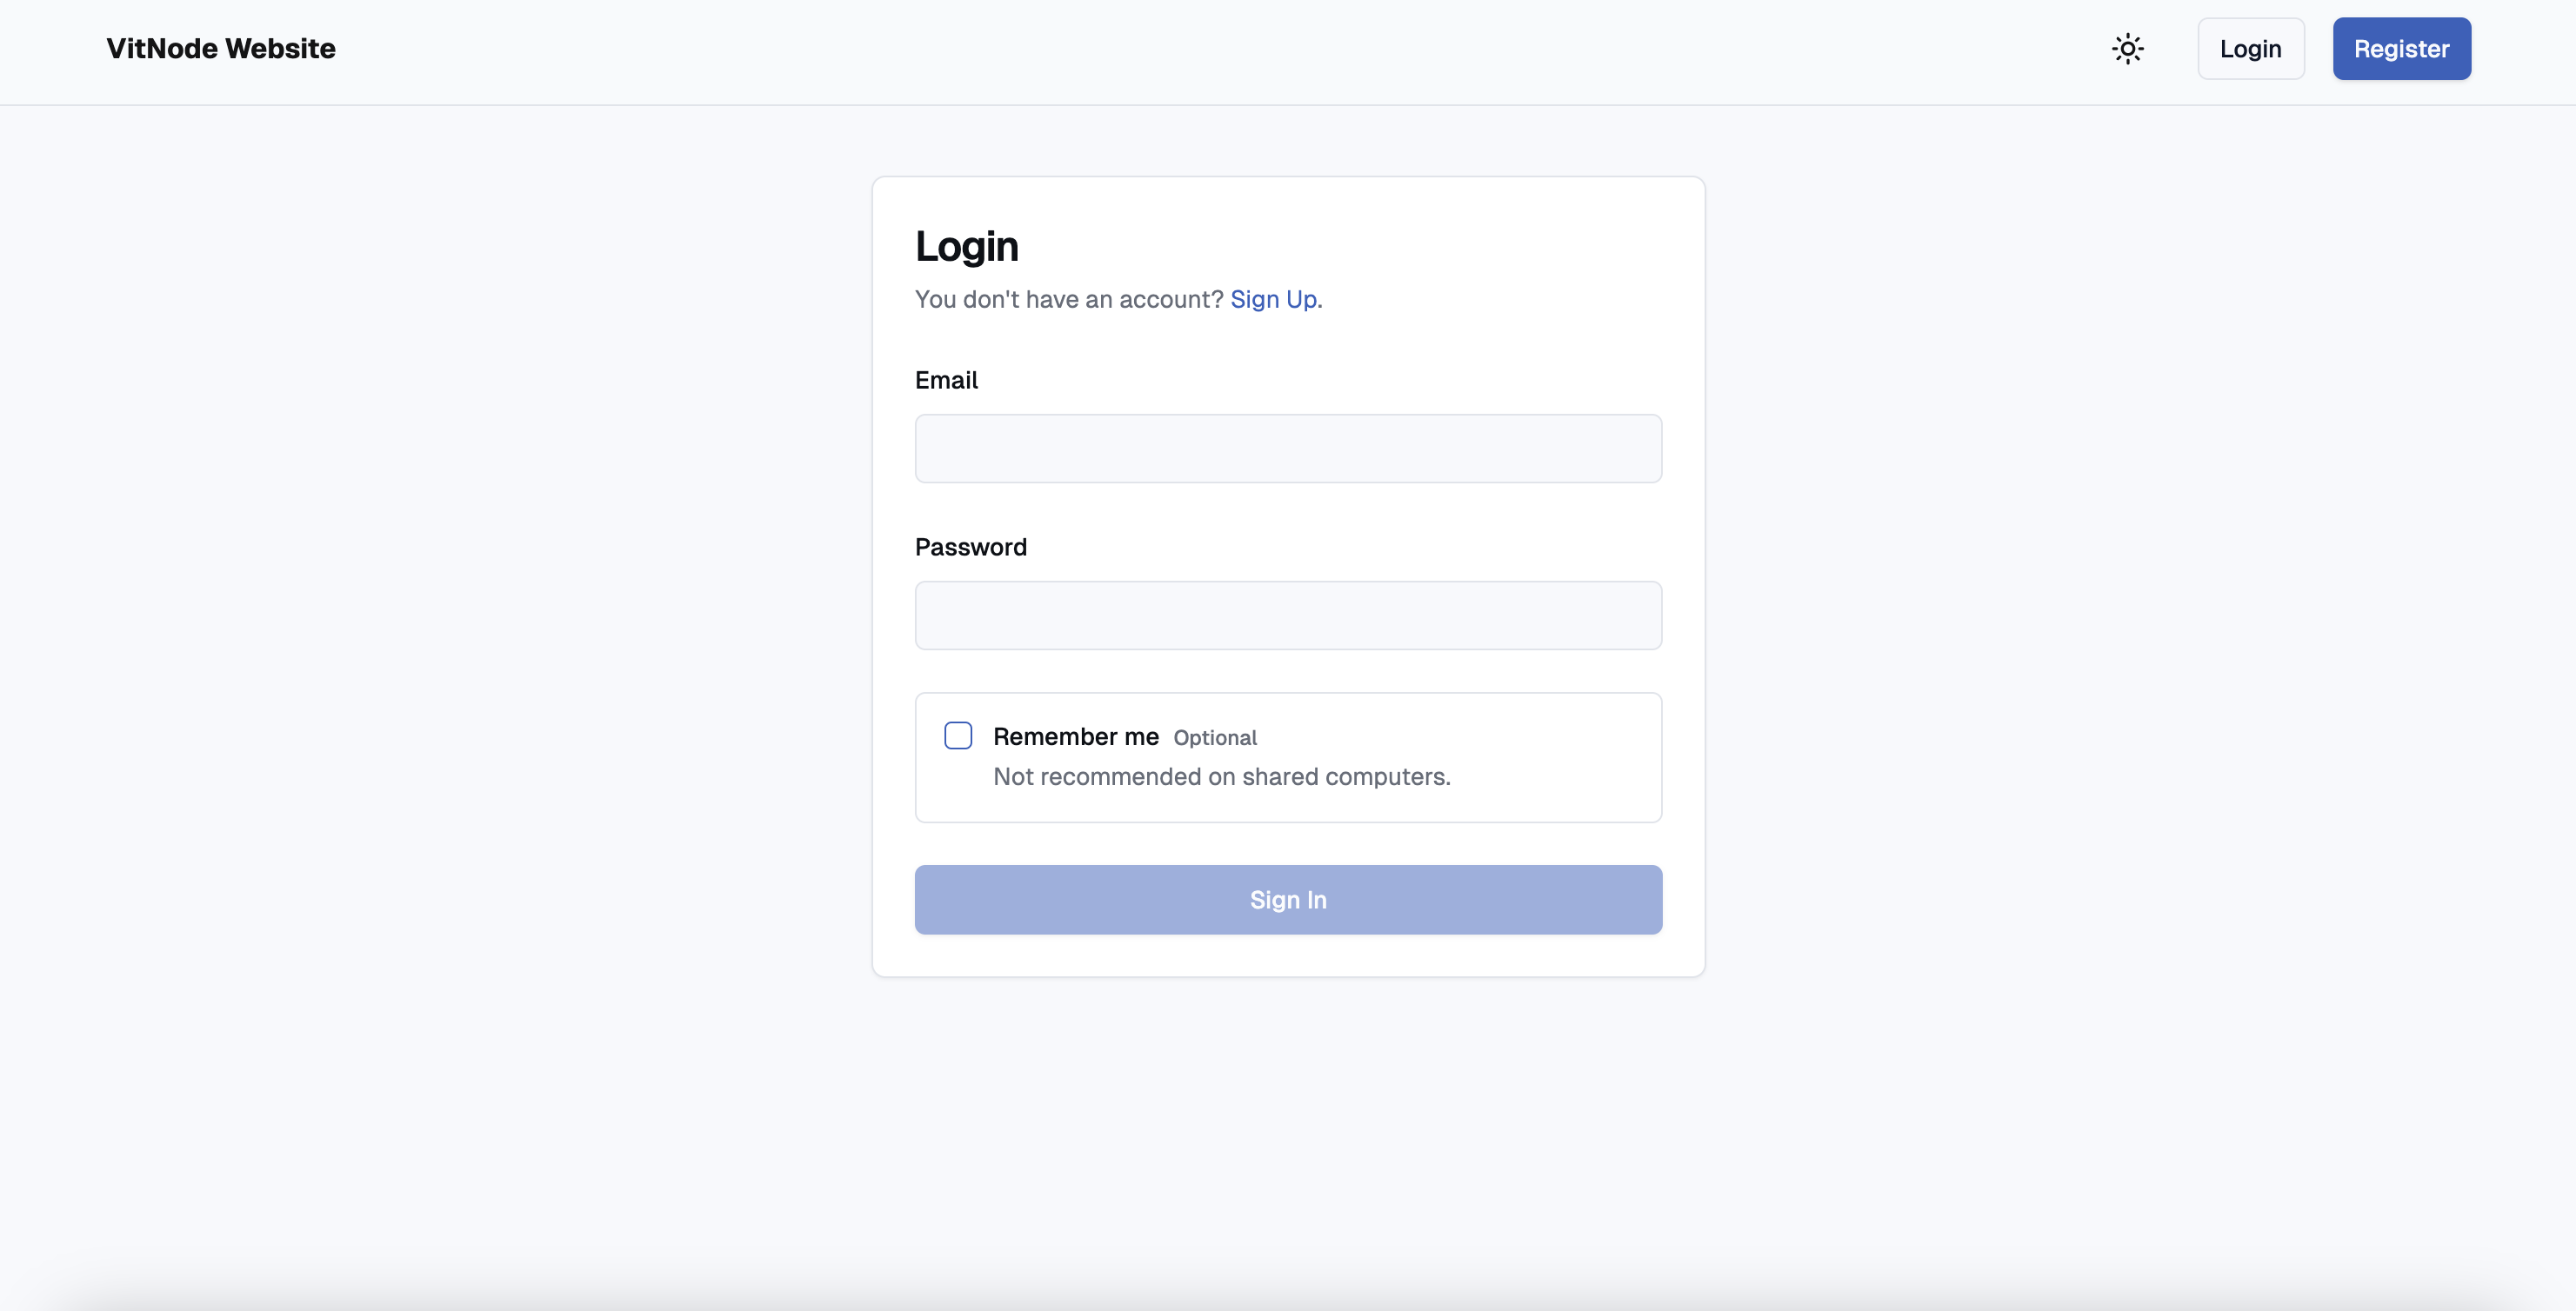 VitNode Website
Login
Register
Login
You don't have an account? Sign Up.
Email
Password
Remember me Optional
Not recommended on shared computers.
Sign In